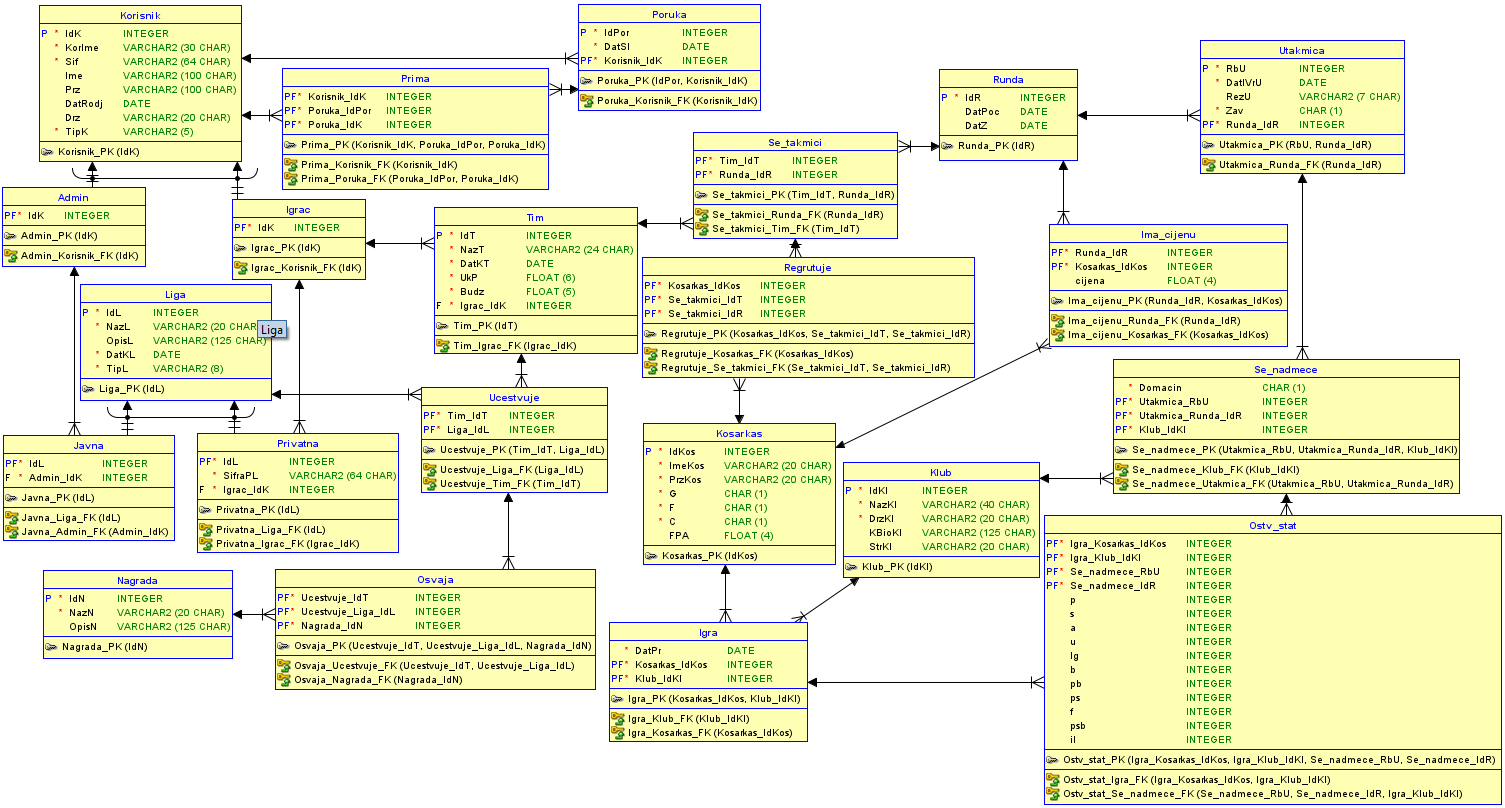 Korisnik
P * IdK INTEGER
* KorIme VARCHAR2 (30 CHAR)
* Sif VARCHAR2 (64 CHAR)
Ime VARCHAR2 (100 CHAR)
Prz VARCHAR2 (100 CHAR)
DatRodj DATE
Drz VARCHAR2 (20 CHAR)
* TipK VARCHAR2 (5)
Korisnik_PK (IdK)
Poruka
P * IdPor INTEGER
* DatSl DATE
PF* Korisnik_IdK INTEGER
Poruka_PK (IdPor, Korisnik_IdK)
Poruka_Korisnik_FK (Korisnik_IdK)
Prima
PF* Korisnik_IdK INTEGER
PF* Poruka_IdPor INTEGER
PF* Poruka_IdK INTEGER
Prima_PK (Korisnik_IdK, Poruka_IdPor, Poruka_IdK)
Prima_Korisnik_FK (Korisnik_IdK)
Prima_Poruka_FK (Poruka_IdPor, Poruka_IdK)
Runda
P * IdR INTEGER
DatPoc DATE
DatZ DATE
Runda_PK (IdR)
Utakmica
P * RbU INTEGER
* DatIVrU DATE
RezU VARCHAR2 (7 CHAR)
* Zav CHAR (1)
PF* Runda_IdR INTEGER
Utakmica_PK (RbU, Runda_IdR)
Utakmica_Runda_FK (Runda_IdR)
Se_takmici
PF* Tim_IdT INTEGER
PF* Runda_IdR INTEGER
Se_takmici_PK (Tim_IdT, Runda_IdR)
Se_takmici_Runda_FK (Runda_IdR)
Se_takmici_Tim_FK (Tim_IdT)
Admin
PF* IdK INTEGER
Admin_PK (IdK)
Admin_Korisnik_FK (IdK)
Igrac
PF* IdK INTEGER
Igrac_PK (IdK)
Igrac_Korisnik_FK (IdK)
Tim
P * IdT INTEGER
* NazT VARCHAR2 (24 CHAR)
* DatKT DATE
* UkP FLOAT (6)
* Budz FLOAT (5)
F * Igrac_IdK INTEGER
Tim_PK (IdT)
Tim_Igrac_FK (Igrac_IdK)
Ima_cijenu
PF* Runda_IdR INTEGER
PF* Kosarkas_IdKos INTEGER
cijena FLOAT (4)
Ima_cijenu_PK (Runda_IdR, Kosarkas_IdKos)
Ima_cijenu_Runda_FK (Runda_IdR)
Ima_cijenu_Kosarkas_FK (Kosarkas_IdKos)
Regrutuje
PF* Kosarkas_IdKos INTEGER
PF* Se_takmici_IdT INTEGER
PF* Se_takmici_IdR INTEGER
Regrutuje_PK (Kosarkas_IdKos, Se_takmici_IdT, Se_takmici_IdR)
Regrutuje_Kosarkas_FK (Kosarkas_IdKos)
Regrutuje_Se_takmici_FK (Se_takmici_IdT, Se_takmici_IdR)
Liga
P * IdL INTEGER
* NazL VARCHAR2 (20 CHAR
OpisL VARCHAR2 (125 CHAR)
* DatKL DATE
* TipL VARCHAR2 (8)
Liga_PK (IdL)
Liga
Ucestvuje
PF* Tim_IdT INTEGER
PF* Liga_IdL INTEGER
Ucestvuje_PK (Tim_IdT, Liga_IdL)
Ucestvuje_Liga_FK (Liga_IdL)
Ucestvuje_Tim_FK (Tim_IdT)
Se_nadmece
* Domacin CHAR (1)
PF* Utakmica_RbU INTEGER
PF* Utakmica_Runda_IdR INTEGER
PF* Klub_IdKl INTEGER
Se_nadmece_PK (Utakmica_RbU, Utakmica_Runda_IdR, Klub_IdKl)
Se_nadmece_Klub_FK (Klub_IdKl)
Se_nadmece_Utakmica_FK (Utakmica_RbU, Utakmica_Runda_IdR)
Javna
PF* IdL INTEGER
F * Admin_IdK INTEGER
Javna_PK (IdL)
Javna_Liga_FK (IdL)
Javna_Admin_FK (Admin_IdK)
Privatna
PF* IdL INTEGER
* SifraPL VARCHAR2 (64 CHAR)
F * Igrac_IdK INTEGER
Privatna_PK (IdL)
Privatna_Liga_FK (IdL)
Privatna_Igrac_FK (Igrac_IdK)
Kosarkas
P * IdKos INTEGER
* ImeKos VARCHAR2 (20 CHAR)
* PrzKos VARCHAR2 (20 CHAR)
* G CHAR (1)
* F CHAR (1)
* C CHAR (1)
FPA FLOAT (4)
Kosarkas_PK (IdKos)
Klub
P * IdKl INTEGER
* NazKl VARCHAR2 (40 CHAR)
* DrzKl VARCHAR2 (20 CHAR)
KBioKl VARCHAR2 (125 CHAR)
StrKl VARCHAR2 (20 CHAR)
Klub_PK (IdKl)
Ostv_stat
PF* Igra_Kosarkas_IdKos INTEGER
PF* Igra_Klub_IdKl INTEGER
PF* Se_nadmece_RbU INTEGER
PF* Se_nadmece_IdR INTEGER
p INTEGER
s INTEGER
a INTEGER
u INTEGER
lg INTEGER
b INTEGER
pb INTEGER
ps INTEGER
f INTEGER
psb INTEGER
il INTEGER
Ostv_stat_PK (Igra_Kosarkas_IdKos, Igra_Klub_IdKl, Se_nadmece_RbU, Se_nadmece_IdR)
Ostv_stat_Igra_FK (Igra_Kosarkas_IdKos, Igra_Klub_IdKl)
Ostv_stat_Se_nadmece_FK (Se_nadmece_RbU, Se_nadmece_IdR, Igra_Klub_IdKl)
Nagrada
P * IdN INTEGER
* NazN VARCHAR2 (20 CHAR)
OpisN VARCHAR2 (125 CHAR)
Nagrada_PK (IdN)
Osvaja
PF* Ucestvuje_IdT INTEGER
PF* Ucestvuje_Liga_IdL INTEGER
PF* Nagrada_IdN INTEGER
Osvaja_PK (Ucestvuje_IdT, Ucestvuje_Liga_IdL, Nagrada_IdN)
Osvaja_Ucestvuje_FK (Ucestvuje_IdT, Ucestvuje_Liga_IdL)
Osvaja_Nagrada_FK (Nagrada_IdN)
Igra
* DatPr DATE
PF* Kosarkas_IdKos INTEGER
PF* Klub_IdKl INTEGER
Igra_PK (Kosarkas_IdKos, Klub_IdKl)
Igra_Klub_FK (Klub_IdKl)
Igra_Kosarkas_FK (Kosarkas_IdKos)